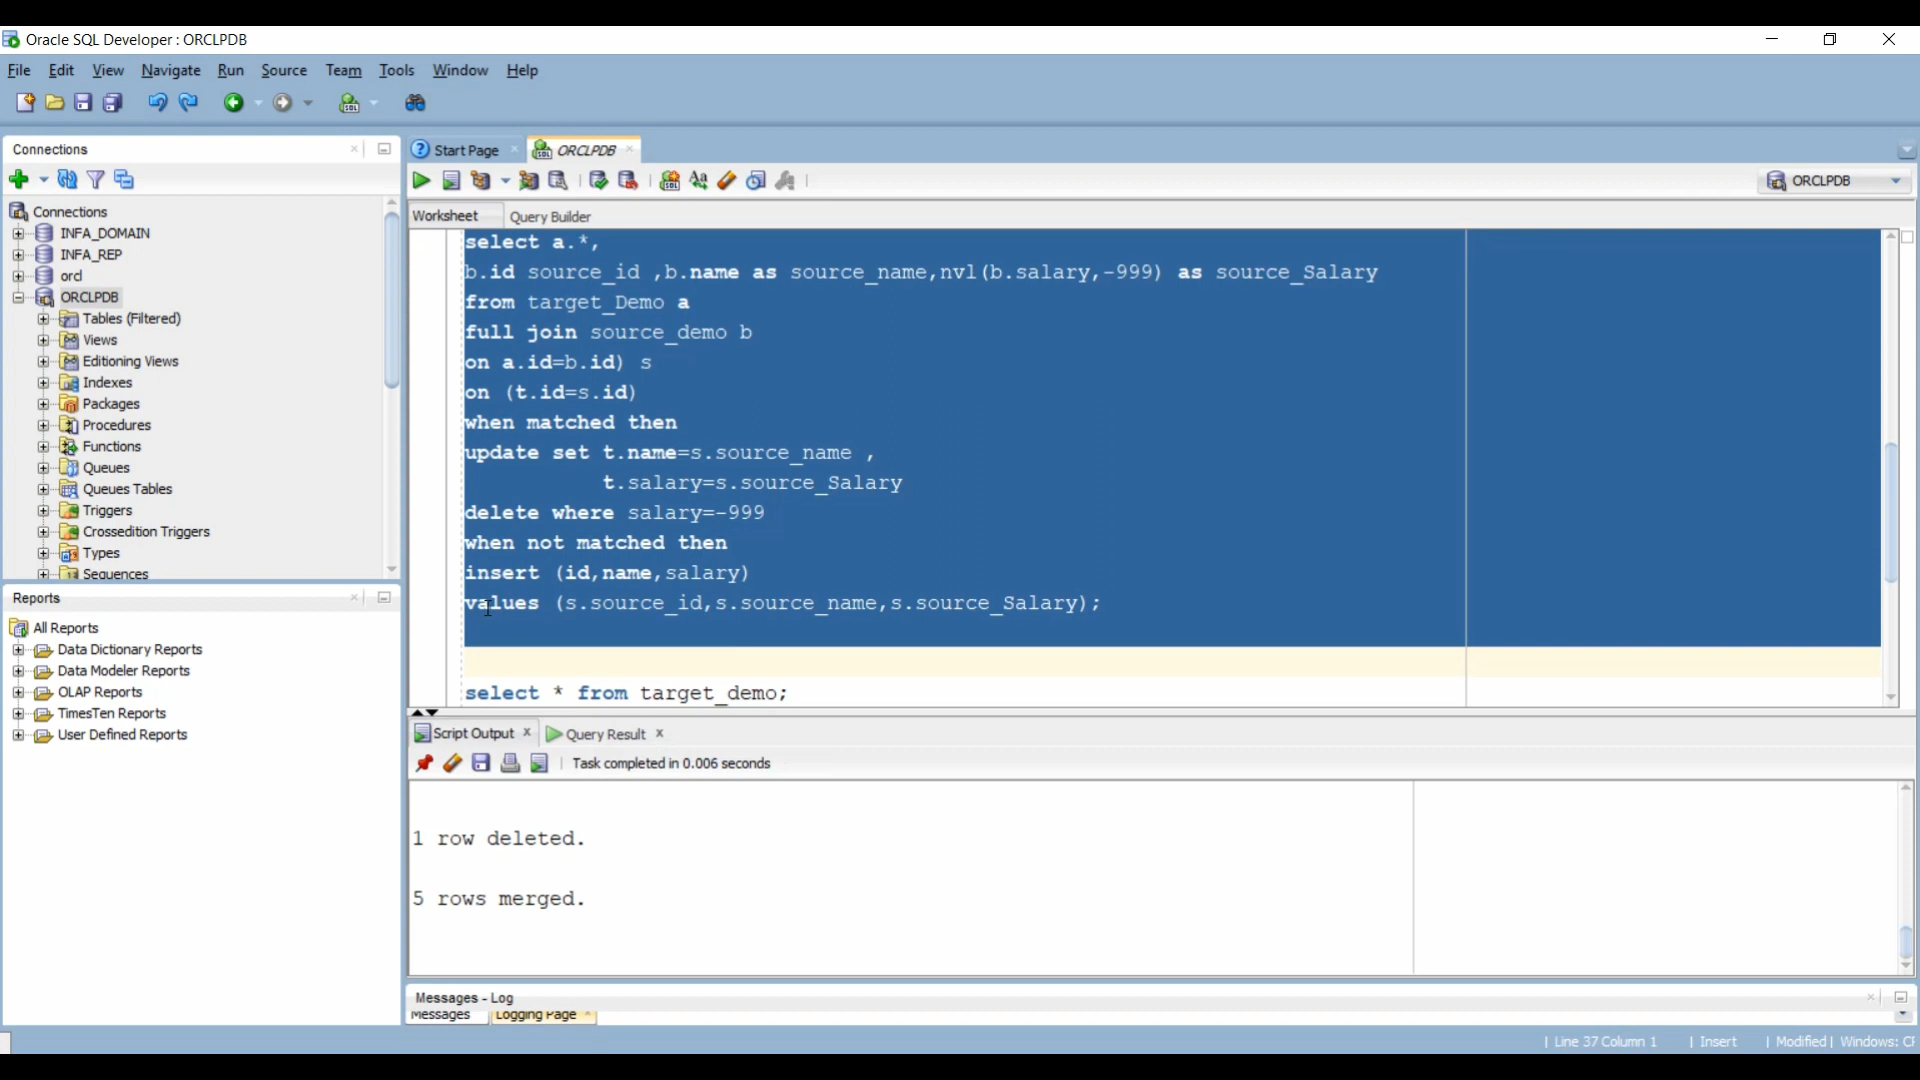 Oracle SQL Developer : ORCLPDB
File Edit View Navigate Run Source Team Tools Window Help
Connections
Start Page
ORCLPDB
ORCLPDB
Worksheet
Query Builder
Connections
INFA_DOMAIN
INFA_REP
orcl
ORCLPDB
Tables (Filtered)
Views
Editioning Views
Indexes
Packages
Procedures
Functions
Queues
Queues Tables
Triggers
Crossedition Triggers
Types
Sequences
select a.*,
b.id source_id ,b.name as source_name,nvl(b.salary,-999) as source_Salary
from target_Demo a
full join source_demo b
on a.id=b.id) s
on (t.id=s.id)
when matched then
update set t.name=s.source_name ,
t.salary=s.source_Salary
delete where salary=-999
when not matched then
insert (id,name,salary)
values (s.source_id,s.source_name,s.source_Salary);
select * from target_demo;
Reports
All Reports
Data Dictionary Reports
Data Modeler Reports
OLAP Reports
TimesTen Reports
User Defined Reports
Script Output x
Query Result x
Task completed in 0.006 seconds
1 row deleted.
5 rows merged.
Messages - Log
Messages
Logging Page
Line 37 Column 1 | Insert | Modified | Windows: CF